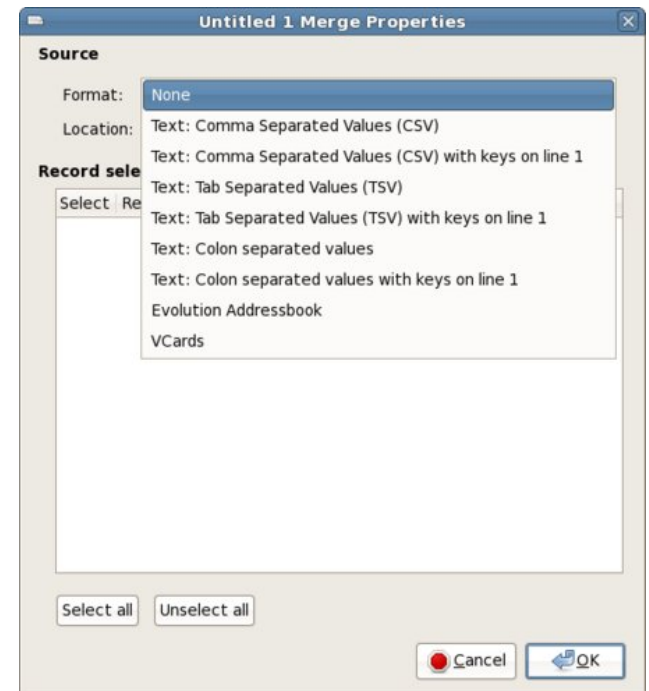 Untitled 1 Merge Properties
Source
Format: None
Location: Text: Comma Separated Values (CSV)
Text: Comma Separated Values (CSV) with keys on line 1
Record sele
Text: Tab Separated Values (TSV)
Select Re
Text: Tab Separated Values (TSV) with keys on line 1
Text: Colon separated values
Text: Colon separated values with keys on line 1
Evolution Addressbook
VCards
Select all Unselect all
Cancel OK